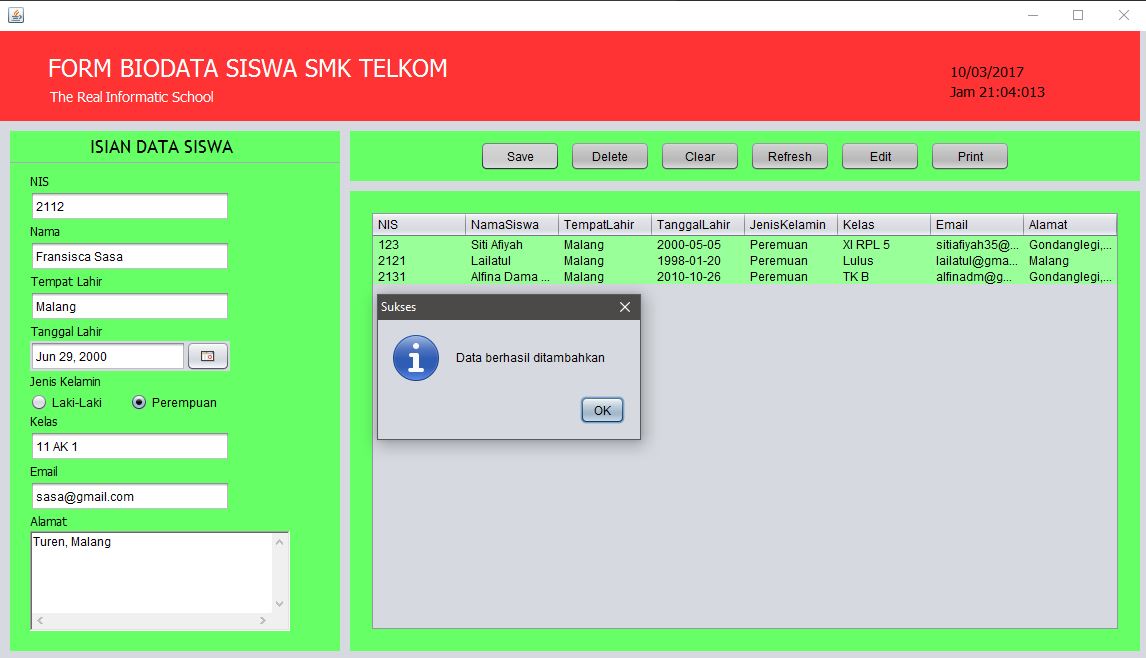 FORM BIODATA SISWA SMK TELKOM
The Real Informatic School
10/03/2017
Jam 21:04:013
ISIAN DATA SISWA
NIS
2112
Nama
Fransisca Sasa
Tempat Lahir
Malang
Tanggal Lahir
Jun 29, 2000
Jenis Kelamin
Laki-Laki Perempuan
Kelas
11 AK 1
Email
sasa@gmail.com
Alamat
Turen, Malang
Save Delete Clear Refresh Edit Print
NIS NamaSiswa TempatLahir TanggalLahir JenisKelamin Kelas Email Alamat
123 Siti Afiyah Malang 2000-05-05 Peremuan XI RPL 5 sitiafiyah35@... Gondanglegi,...
2121 Lailatul Malang 1998-01-20 Peremuan Lulus lailatul@gma... Malang
2131 Alfina Dama ... Malang 2010-10-26 Peremuan TK B alfinadm@g... Gondanglegi,...
Sukses
Data berhasil ditambahkan
OK